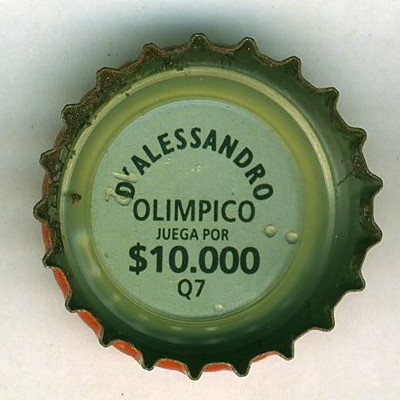 D'ALESSANDRO
OLIMPICO
JUEGA POR
$10.000
Q7